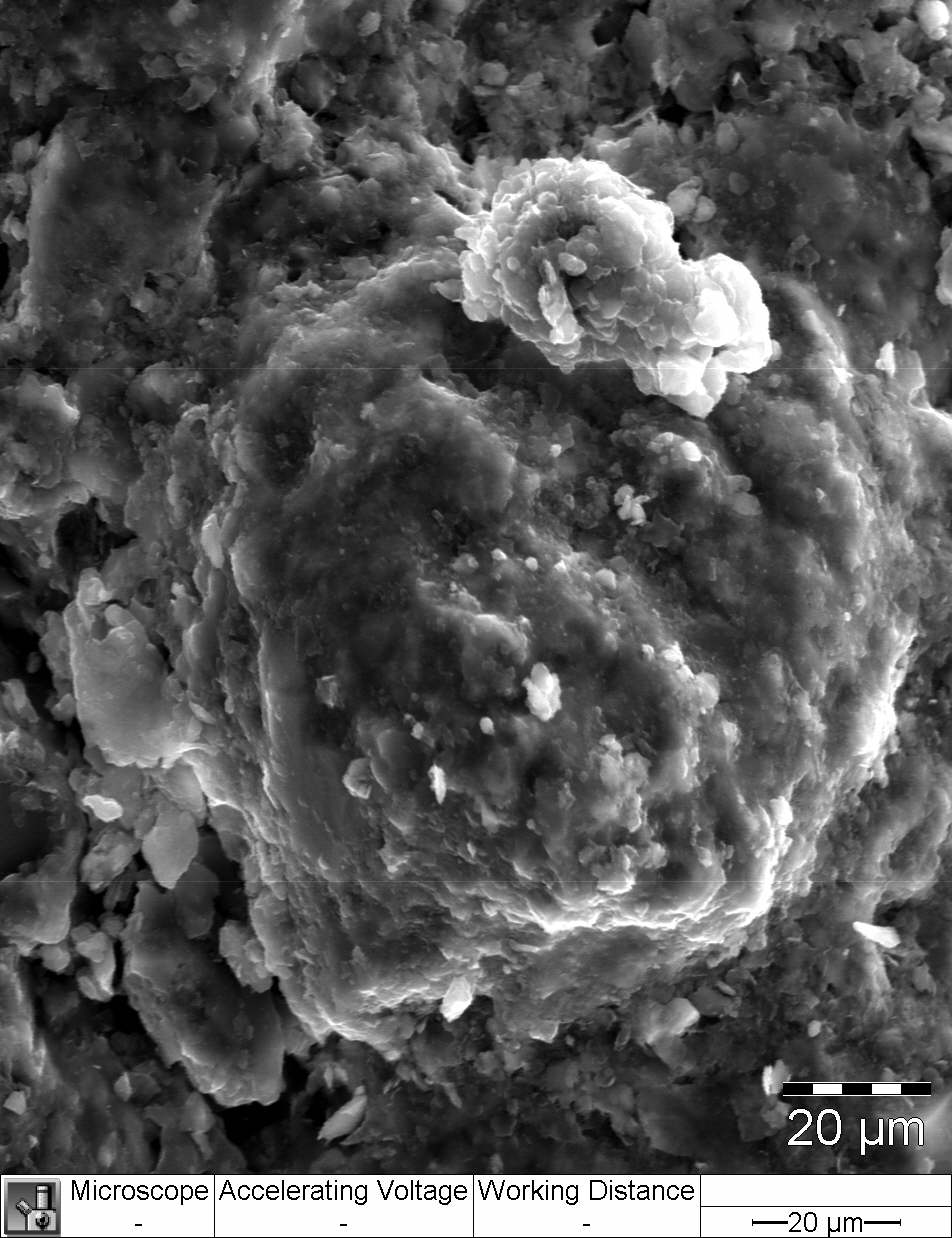 20 µm
Microscope
-
Accelerating Voltage
-
Working Distance
-
20 µm